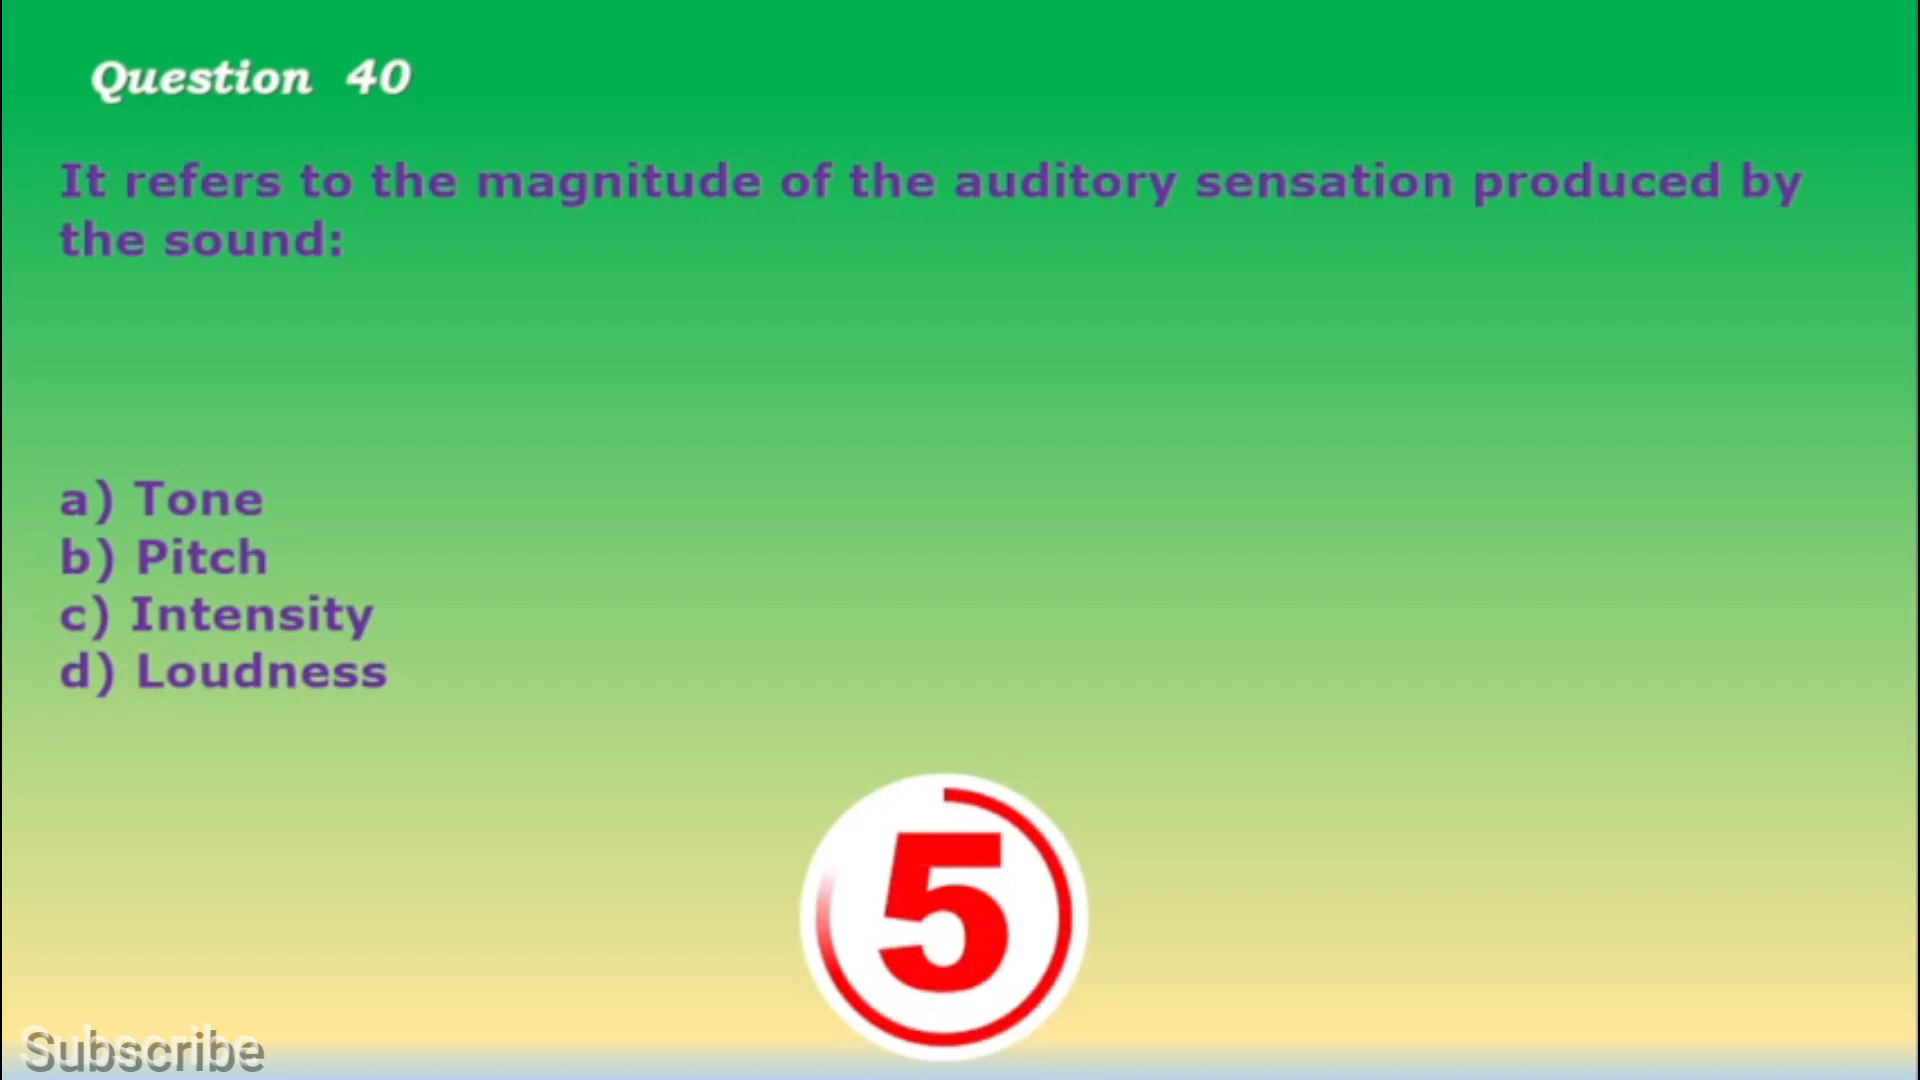 Question 40
It refers to the magnitude of the auditory sensation produced by
the sound:
a) Tone
b) Pitch
c) Intensity
d) Loudness
5
Subscribe